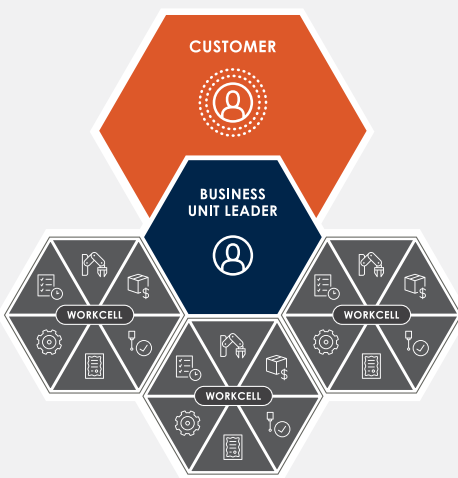 CUSTOMER
BUSINESS
UNIT LEADER
WORKCELL
WORKCELL
WORKCELL
$
$
$